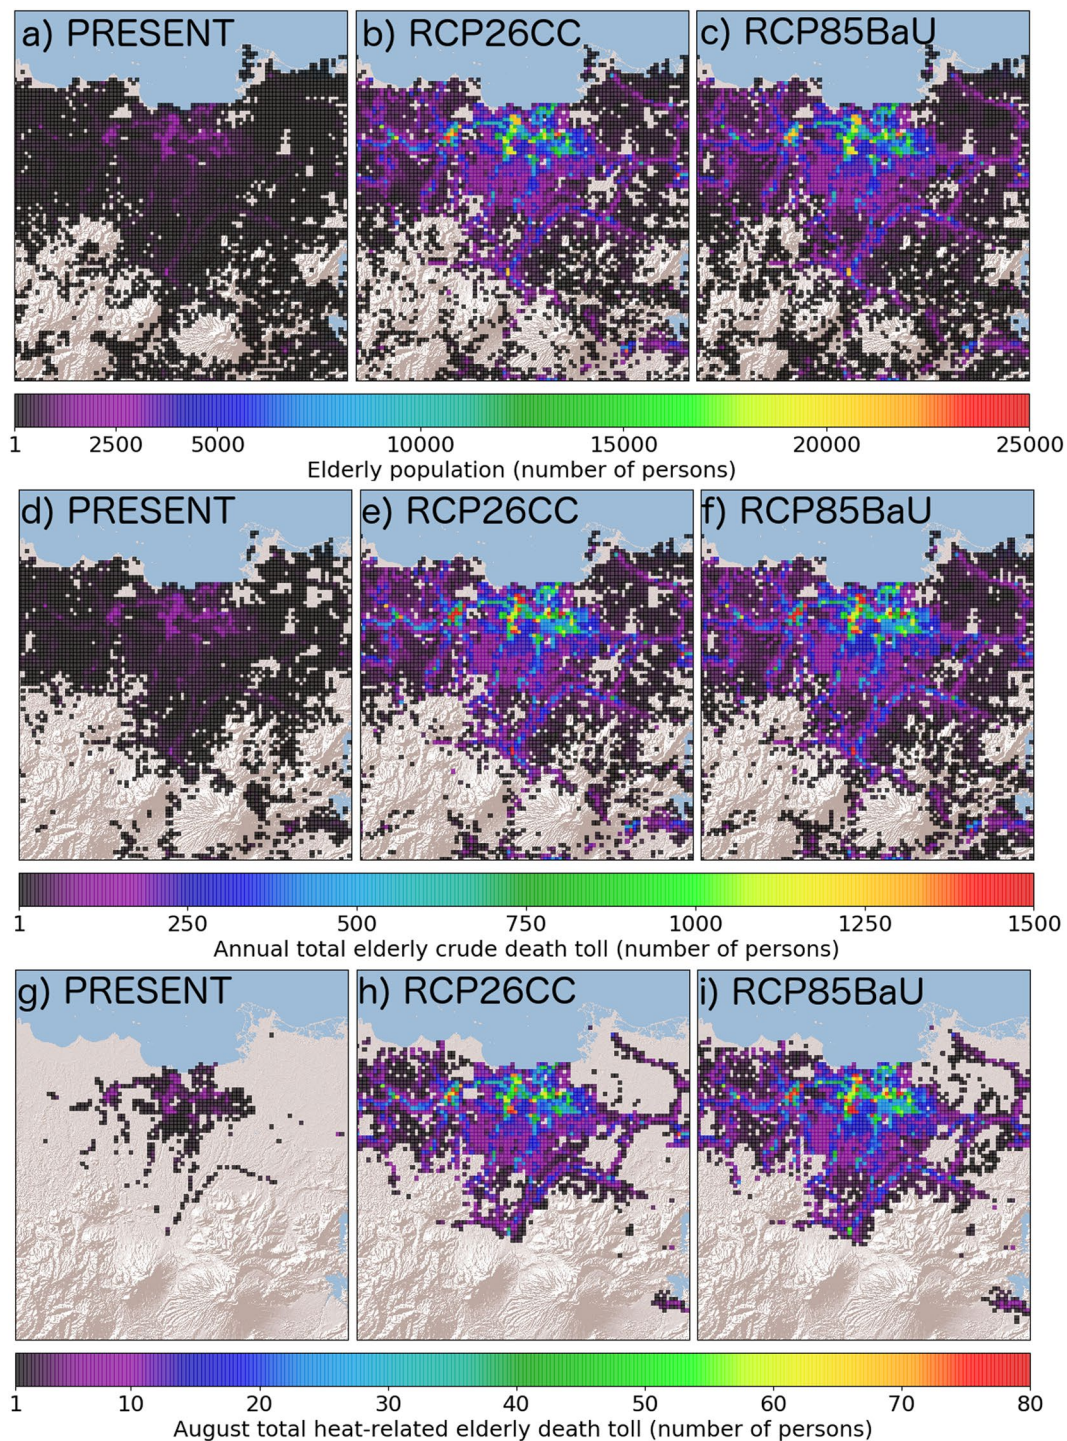 a) PRESENT b) RCP26CC c) RCP85BaU
1 2500 5000 10000 15000 20000 25000
Elderly population (number of persons)
d) PRESENT e) RCP26CC f) RCP85BaU
1 250 500 750 1000 1250 1500
Annual total elderly crude death toll (number of persons)
g) PRESENT h) RCP26CC i) RCP85BaU
1 10 20 30 40 50 60 70 80
August total heat-related elderly death toll (number of persons)